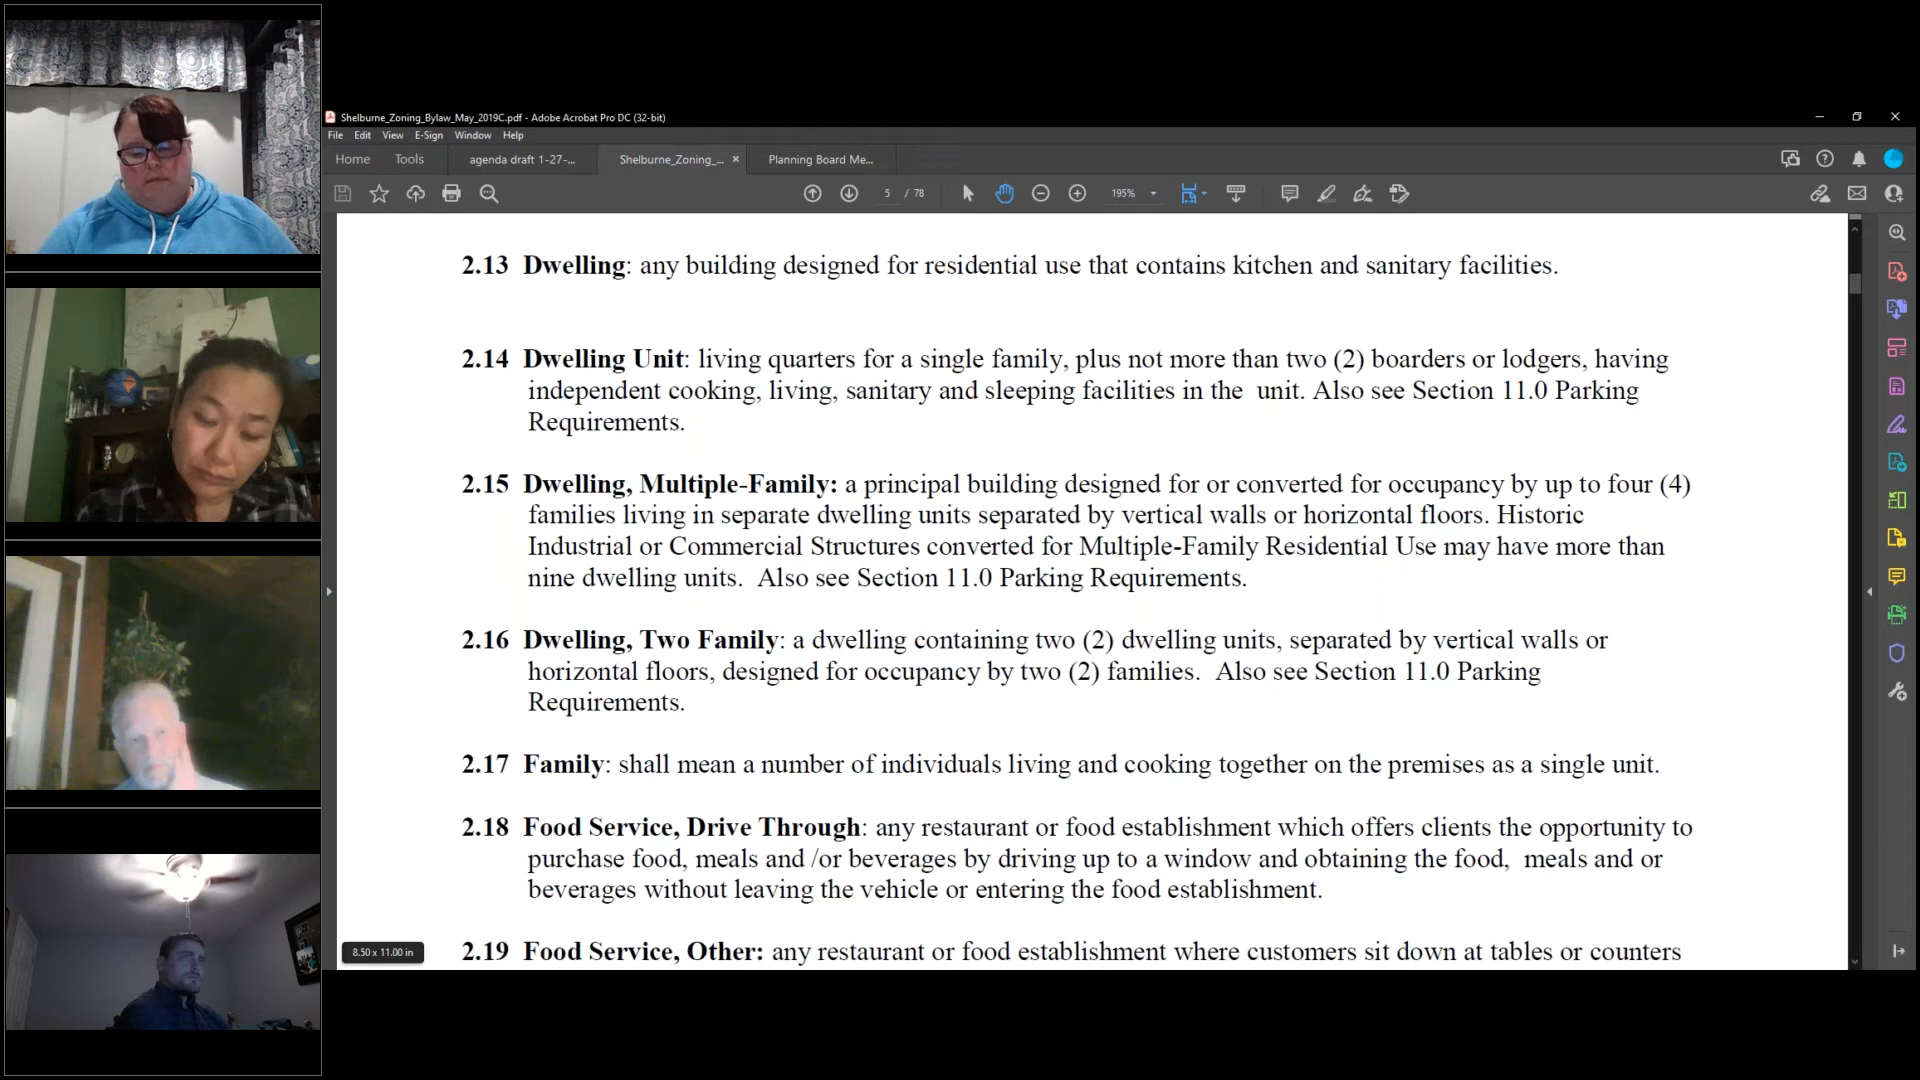 Shelburne_Zoning_Bylaw_May_2019C.pdf - Adobe Acrobat Pro DC (32-bit)
File Edit View E-Sign Window Help
Home Tools agenda draft 1-27-... Shelburne_Zoning_... × Planning Board Me...
5 / 78 195%
2.13 Dwelling: any building designed for residential use that contains kitchen and sanitary facilities.
2.14 Dwelling Unit: living quarters for a single family, plus not more than two (2) boarders or lodgers, having
independent cooking, living, sanitary and sleeping facilities in the unit. Also see Section 11.0 Parking
Requirements.
2.15 Dwelling, Multiple-Family: a principal building designed for or converted for occupancy by up to four (4)
families living in separate dwelling units separated by vertical walls or horizontal floors. Historic
Industrial or Commercial Structures converted for Multiple-Family Residential Use may have more than
nine dwelling units. Also see Section 11.0 Parking Requirements.
2.16 Dwelling, Two Family: a dwelling containing two (2) dwelling units, separated by vertical walls or
horizontal floors, designed for occupancy by two (2) families. Also see Section 11.0 Parking
Requirements.
2.17 Family: shall mean a number of individuals living and cooking together on the premises as a single unit.
2.18 Food Service, Drive Through: any restaurant or food establishment which offers clients the opportunity to
purchase food, meals and /or beverages by driving up to a window and obtaining the food, meals and or
beverages without leaving the vehicle or entering the food establishment.
8.50 x 11.00 in
2.19 Food Service, Other: any restaurant or food establishment where customers sit down at tables or counters